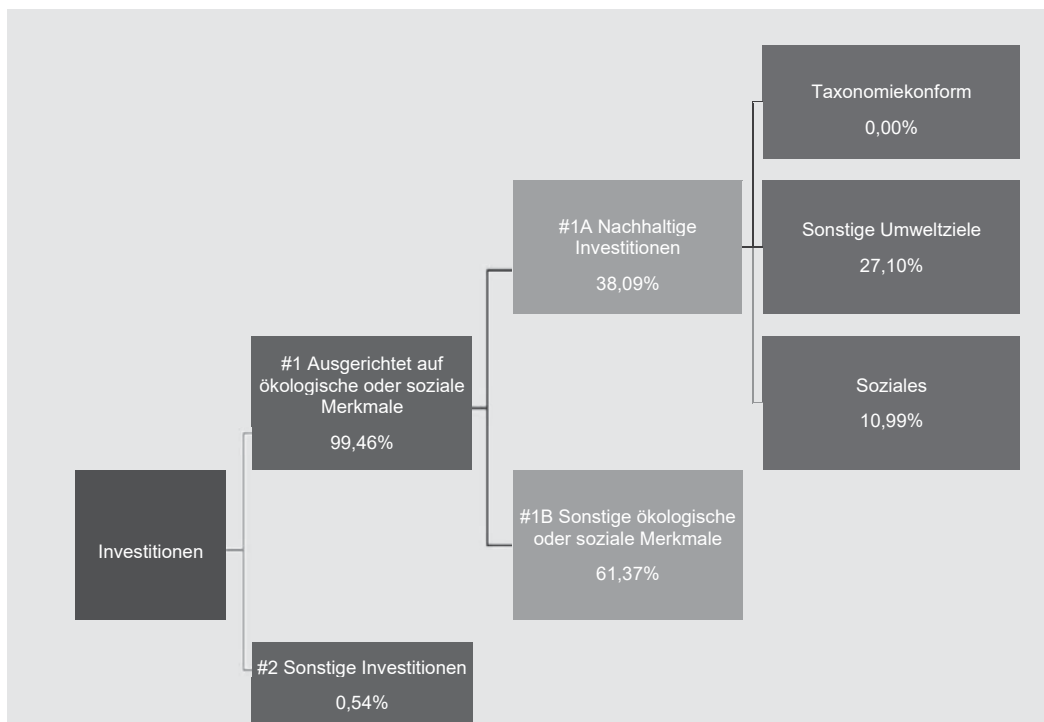 Taxonomiekonform
0,00%
#1A Nachhaltige
Investitionen
38,09%
Sonstige Umweltziele
27,10%
#1 Ausgerichtet auf
ökologische oder soziale
Merkmale
99,46%
Soziales
10,99%
Investitionen
#1B Sonstige ökologische
oder soziale Merkmale
61,37%
#2 Sonstige Investitionen
0,54%